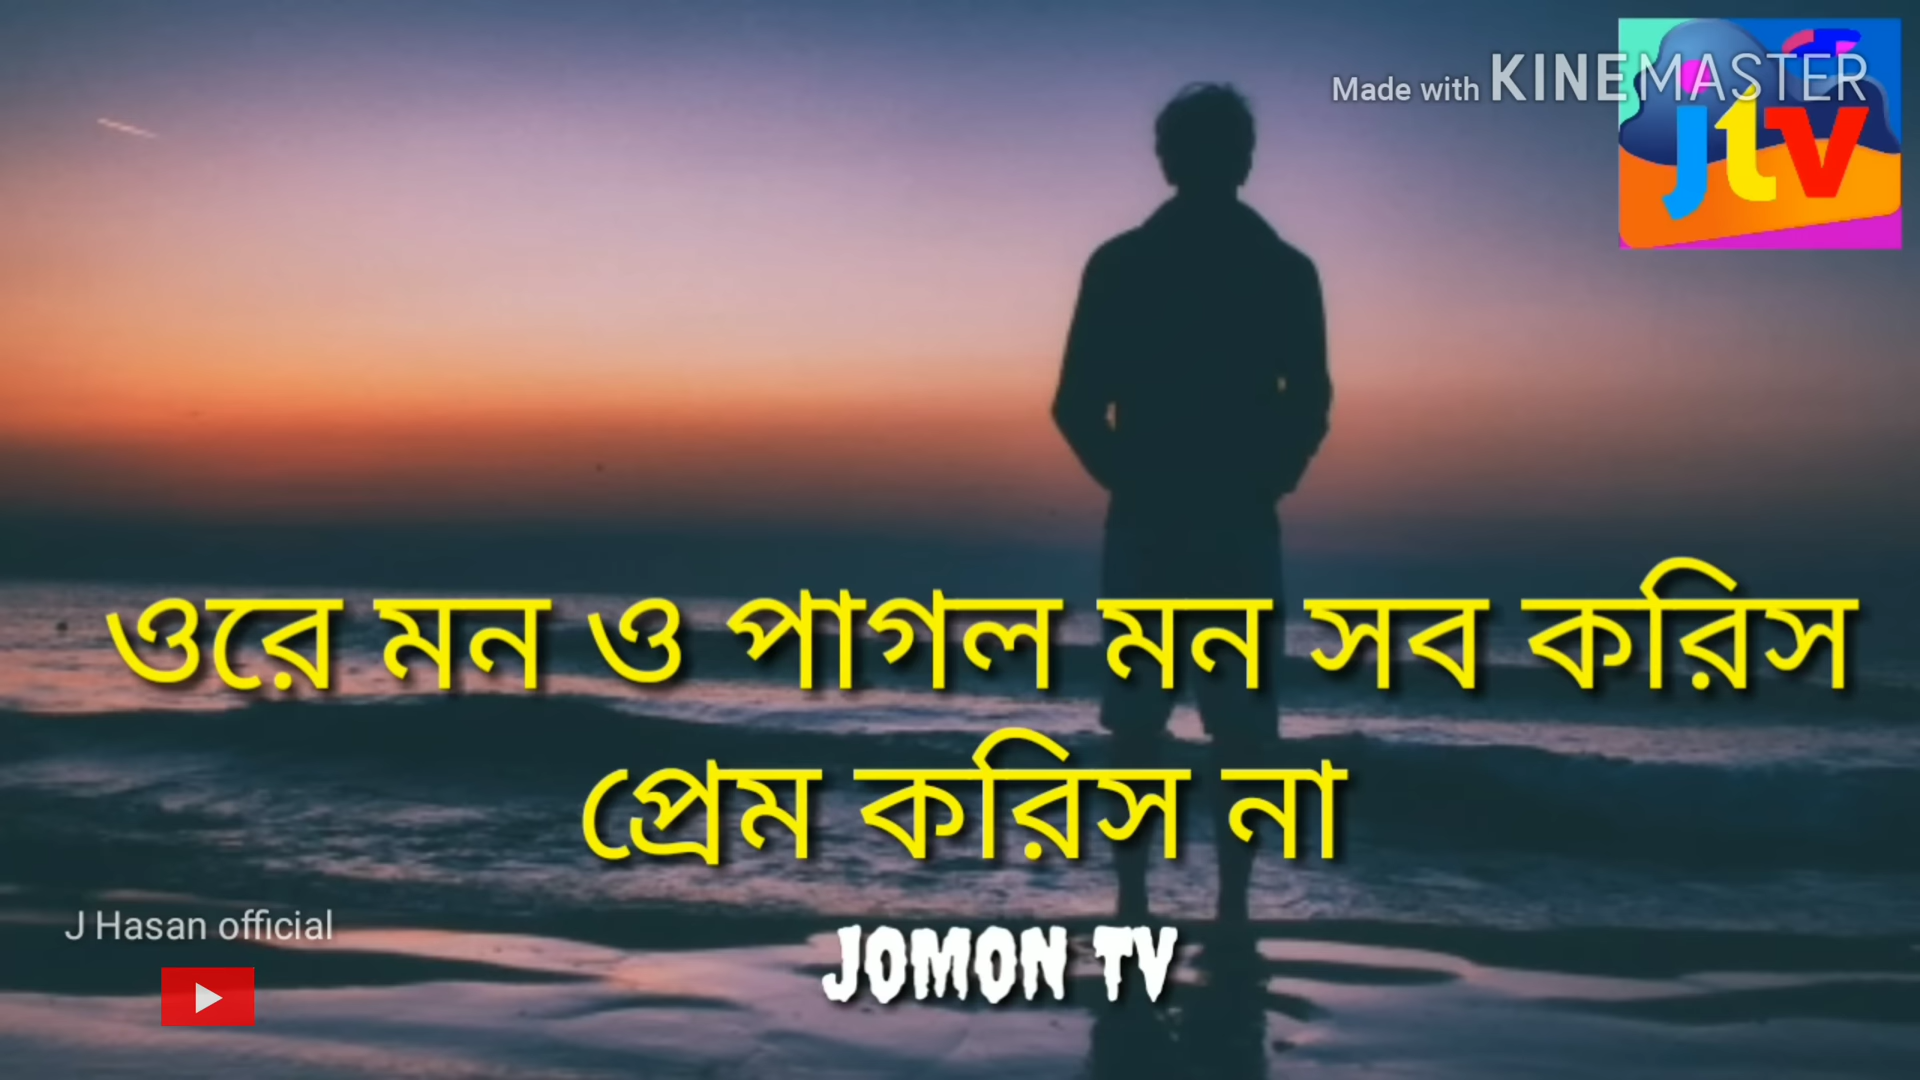 Made with KINEMASTER
jtv
ওরে মন ও পাগল মন সব করিস
প্রেম করিস না
J Hasan official
JOMON TV